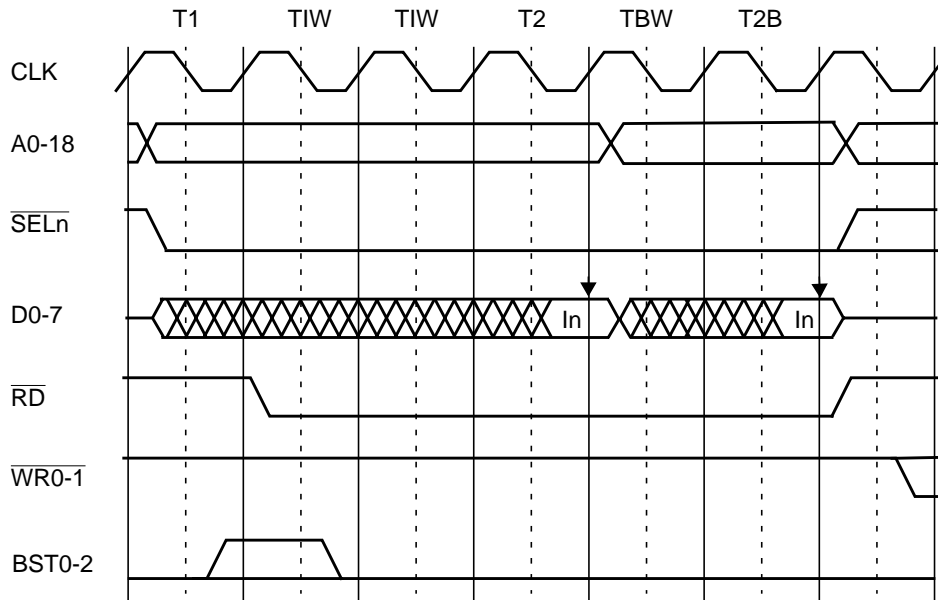 T1 TIW TIW T2 TBW T2B
CLK
A0-18
SELn
D0-7 In In
RD
WR0-1
BST0-2